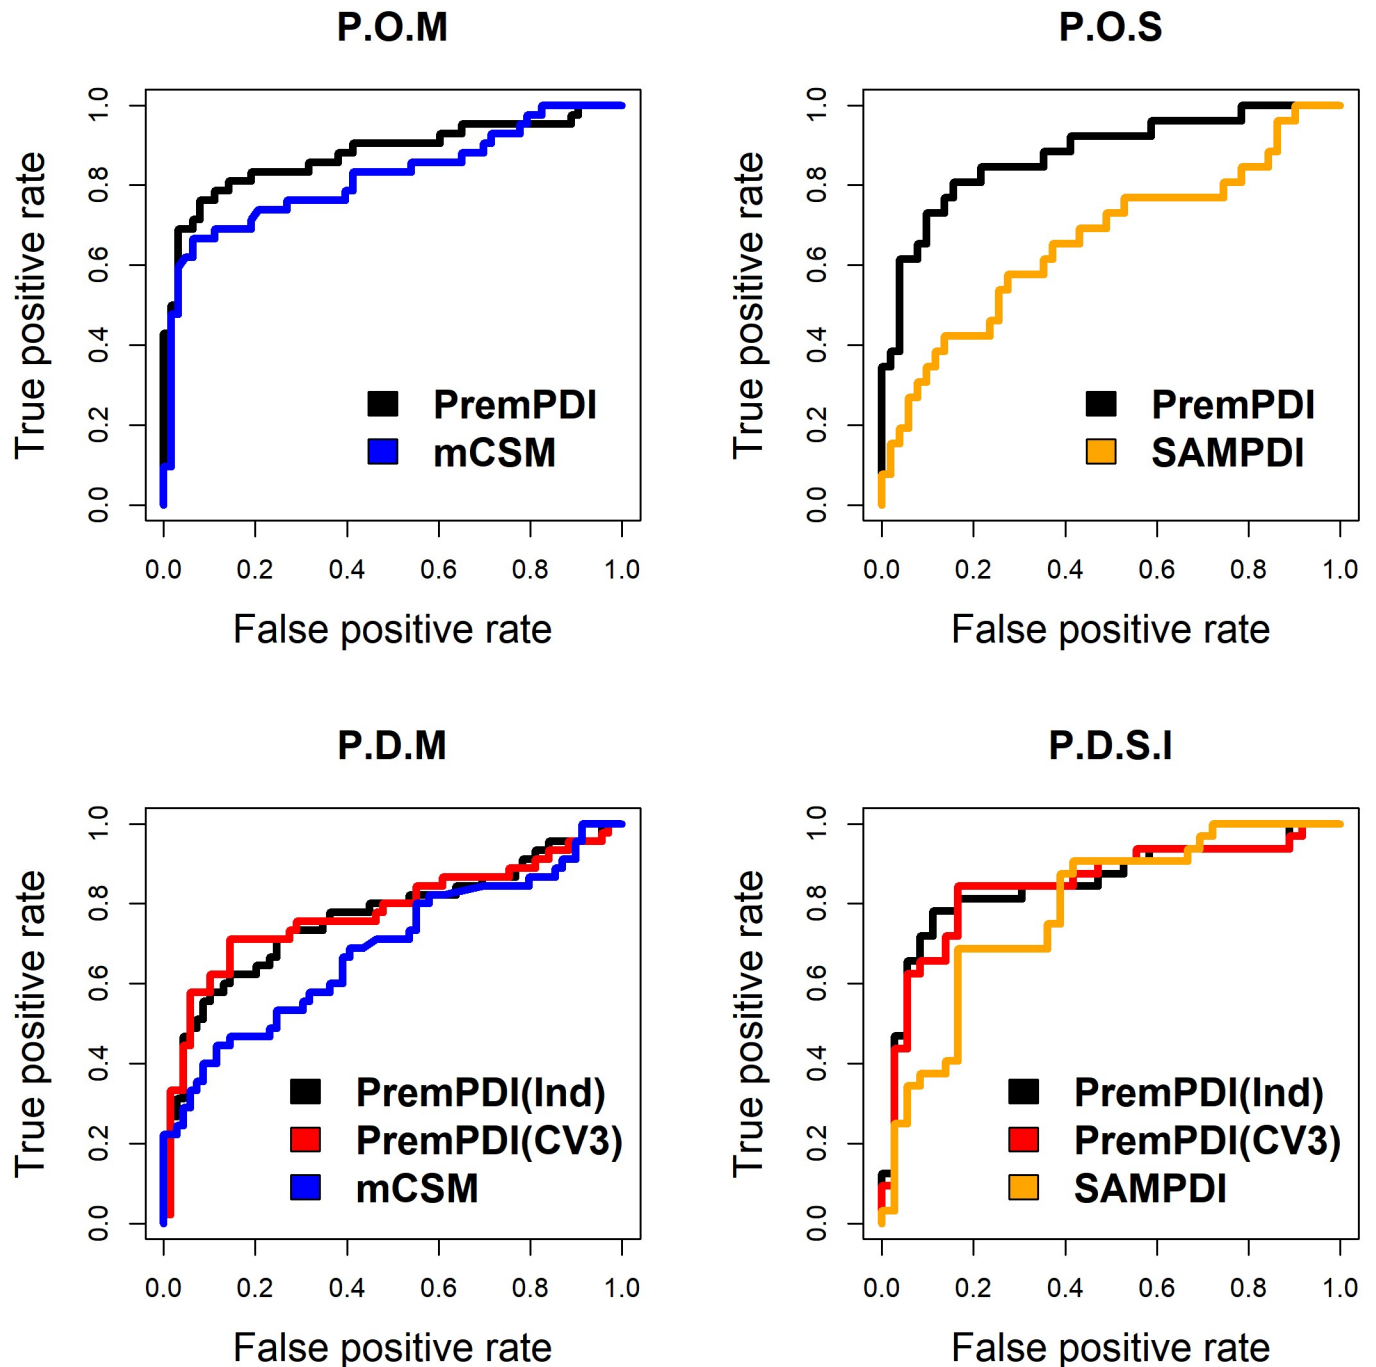 P.O.M
True positive rate
1.0
0.8
0.6
0.4
0.2
0.0
PremPDI
mCSM
0.0 0.2 0.4 0.6 0.8 1.0
False positive rate
P.O.S
True positive rate
1.0
0.8
0.6
0.4
0.2
0.0
PremPDI
SAMPDI
0.0 0.2 0.4 0.6 0.8 1.0
False positive rate
P.D.M
True positive rate
1.0
0.8
0.6
0.4
0.2
0.0
PremPDI(Ind)
PremPDI(CV3)
mCSM
0.0 0.2 0.4 0.6 0.8 1.0
False positive rate
P.D.S.I
True positive rate
1.0
0.8
0.6
0.4
0.2
0.0
PremPDI(Ind)
PremPDI(CV3)
SAMPDI
0.0 0.2 0.4 0.6 0.8 1.0
False positive rate